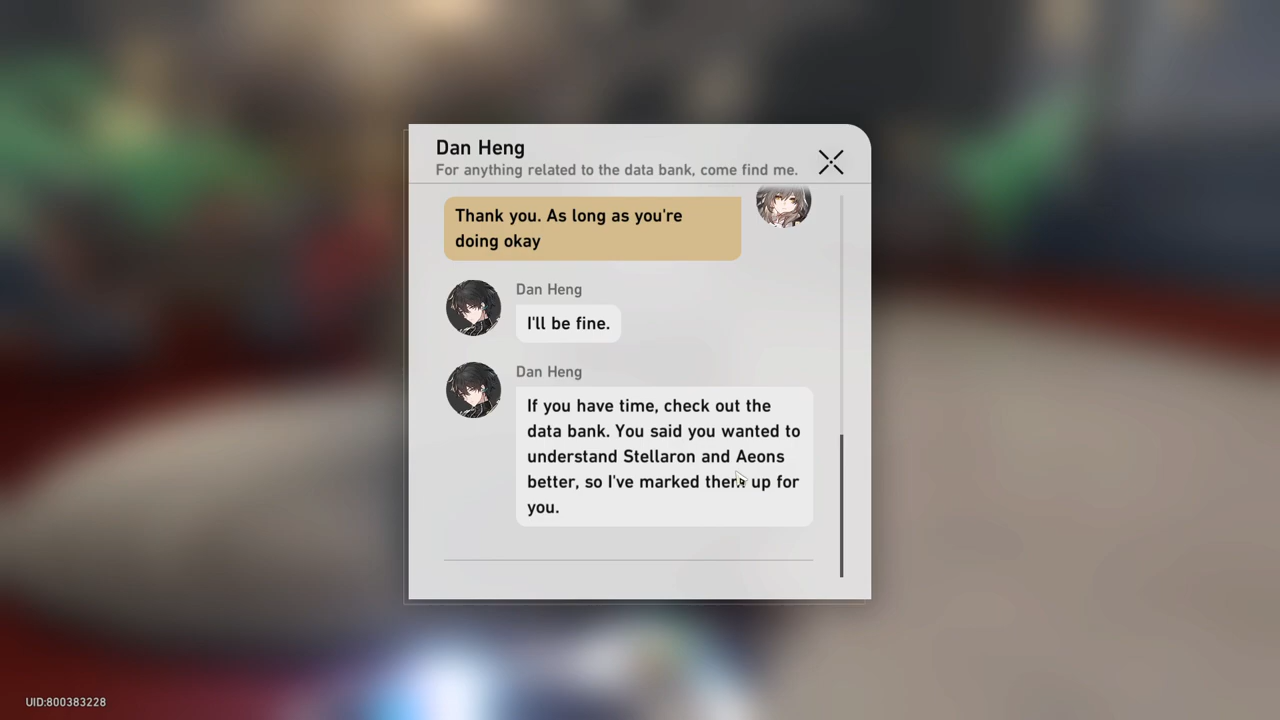 Dan Heng
For anything related to the data bank, come find me.
Thank you. As long as you're
doing okay
Dan Heng
I'll be fine.
Dan Heng
If you have time, check out the
data bank. You said you wanted to
understand Stellaron and Aeons
better, so I've marked them up for
you.
UID:800383228